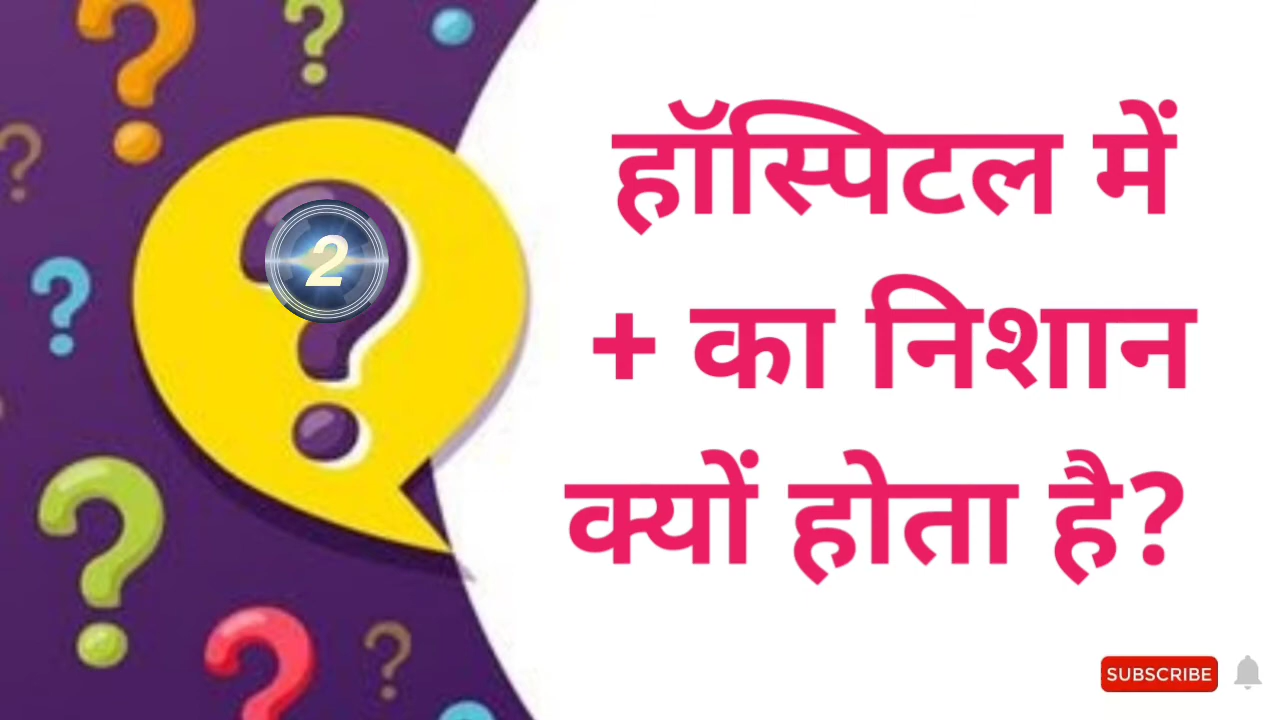 2
हॉस्पिटल में
+ का निशान
क्यों होता है?
SUBSCRIBE